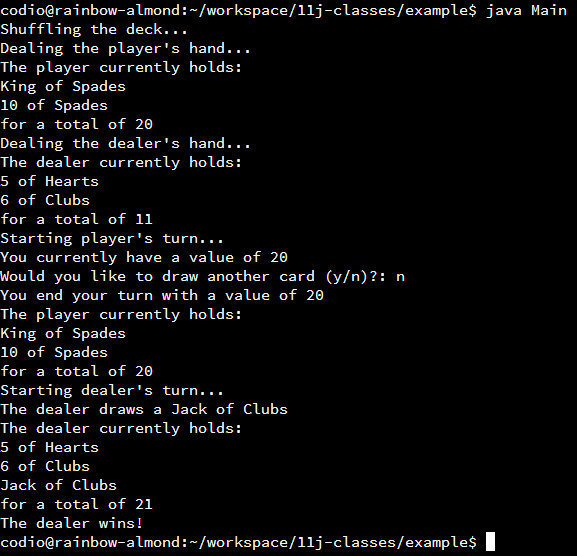 codio@rainbow-almond:~/workspace/11j-classes/example$ java Main
Shuffling the deck...
Dealing the player's hand...
The player currently holds:
King of Spades
10 of Spades
for a total of 20
Dealing the dealer's hand...
The dealer currently holds:
5 of Hearts
6 of Clubs
for a total of 11
Starting player's turn...
You currently have a value of 20
Would you like to draw another card (y/n)?: n
You end your turn with a value of 20
The player currently holds:
King of Spades
10 of Spades
for a total of 20
Starting dealer's turn...
The dealer draws a Jack of Clubs
The dealer currently holds:
5 of Hearts
6 of Clubs
Jack of Clubs
for a total of 21
The dealer wins!
codio@rainbow-almond:~/workspace/11j-classes/example$